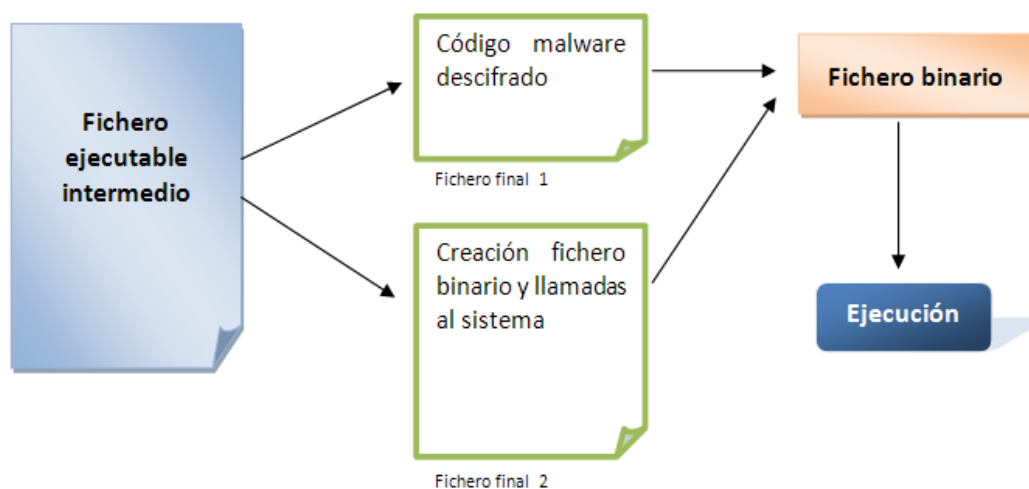 Fichero
ejecutable
intermedio
Código malware
descifrado
Fichero final 1
Creación fichero
binario y llamadas
al sistema
Fichero final 2
Fichero binario
Ejecución